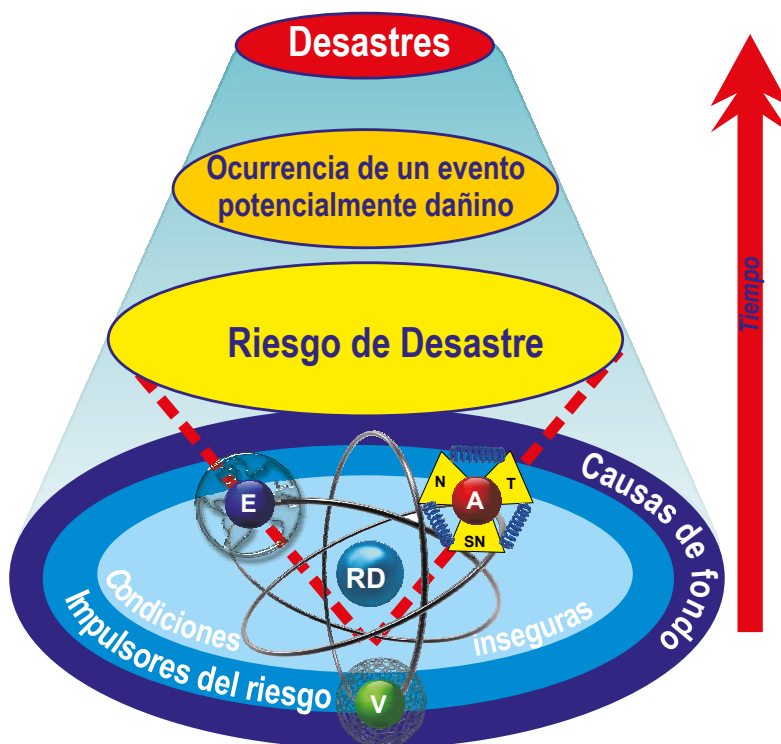 Desastres
Ocurrencia de un evento
potencialmente dañino
Tiempo
Riesgo de Desastre
N
T
E
A
SN
RD
Causas de fondo
Condiciones
inseguras
Impulsores del riesgo
V